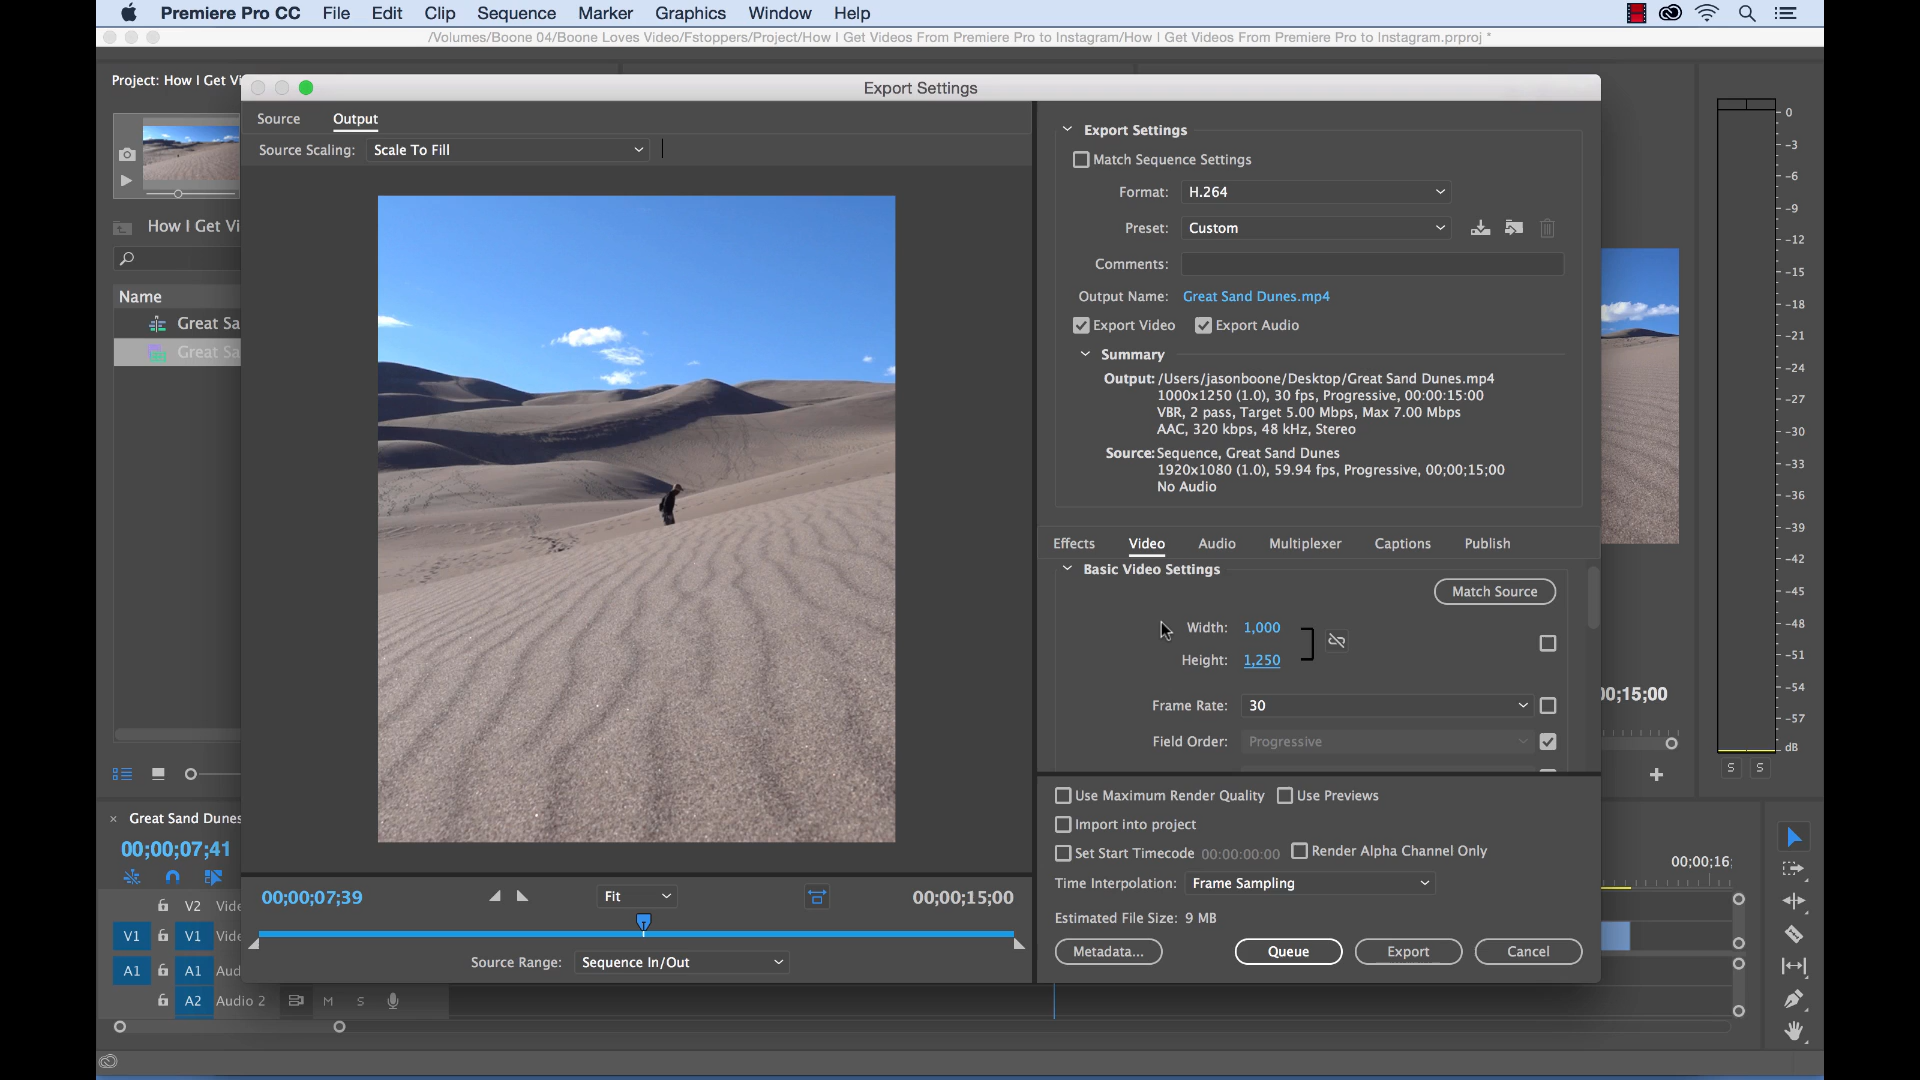 Premiere Pro CC File Edit Clip Sequence Marker Graphics Window Help
/Volumes/Boone 04/Boone Loves Video/Fstoppers/Project/How I Get Videos From Premiere Pro to Instagram/How I Get Videos From Premiere Pro to Instagram.prproj *
Project: How I Get Vi
Export Settings
Source Output
Source Scaling: Scale To Fill
How I Get Vi
Name
Great Sa
Great Sa
Export Settings
Match Sequence Settings
Format: H.264
Preset: Custom
Comments:
Output Name: Great Sand Dunes.mp4
Export Video Export Audio
Summary
Output: /Users/jasonboone/Desktop/Great Sand Dunes.mp4
1000x1250 (1.0), 30 fps, Progressive, 00:00:15:00
VBR, 2 pass, Target 5.00 Mbps, Max 7.00 Mbps
AAC, 320 kbps, 48 kHz, Stereo
Source: Sequence, Great Sand Dunes
1920x1080 (1.0), 59.94 fps, Progressive, 00;00;15;00
No Audio
Effects Video Audio Multiplexer Captions Publish
Basic Video Settings
Match Source
Width: 1,000
Height: 1,250
Frame Rate: 30
Field Order: Progressive
Use Maximum Render Quality Use Previews
Import into project
Set Start Timecode 00:00:00:00 Render Alpha Channel Only
Time Interpolation: Frame Sampling
Estimated File Size: 9 MB
Metadata... Queue Export Cancel
00;00;07;39 Fit 00;00;15;00
Source Range: Sequence In/Out
Great Sand Dunes
00;00;07;41
V2 Vide
V1 V1 Vide
A1 A1 Aud
A2 Audio 2 M S
0;15;00
00;00;16;
0
-3
-6
-9
-12
-15
-18
-21
-24
-27
-30
-33
-36
-39
-42
-45
-48
-51
-54
-57
dB
S S